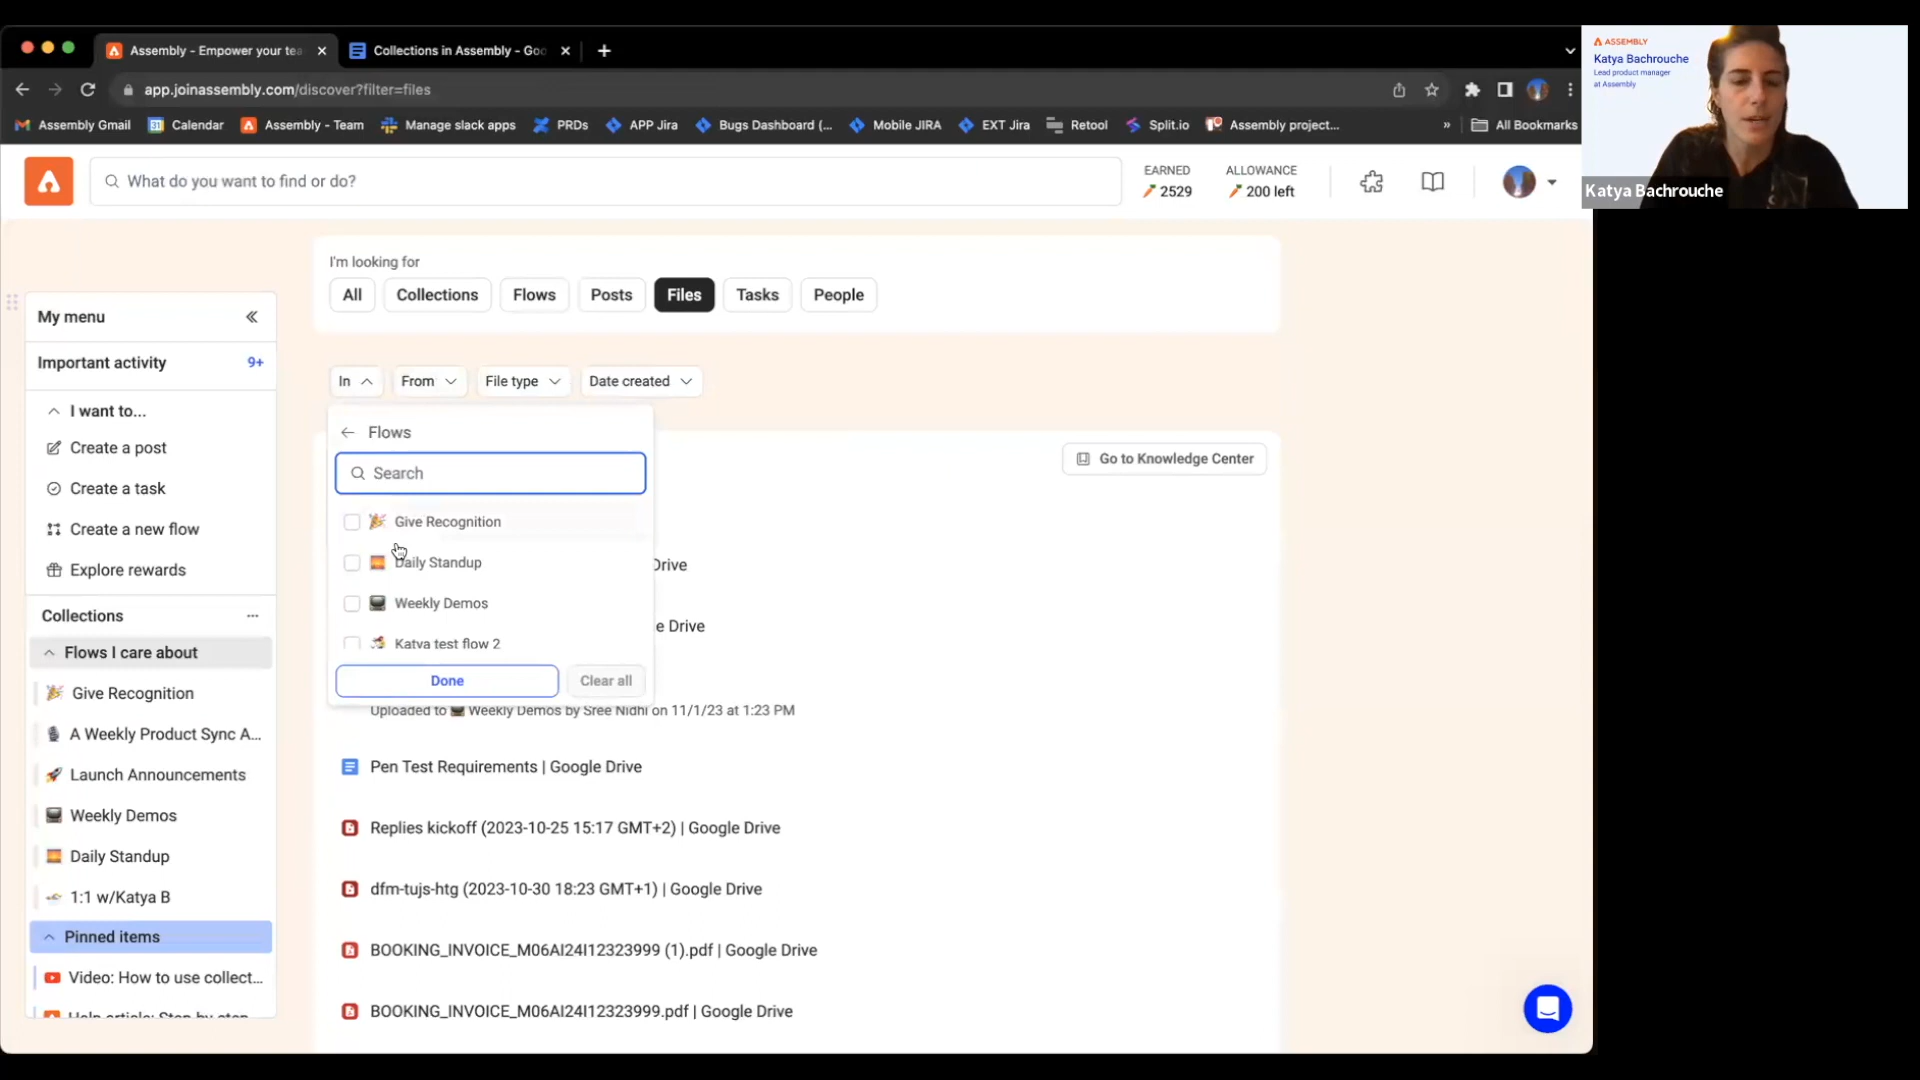 Assembly - Empower your tea
Collections in Assembly - Goo
app.joinassembly.com/discover?filter=files
Assembly Gmail
Calendar
Assembly - Team
Manage slack apps
PRDs
APP Jira
Bugs Dashboard (...
Mobile JIRA
EXT Jira
Retool
Split.io
Assembly project...
»
All Bookmarks
ASSEMBLY
Katya Bachrouche
Lead product manager
at Assembly
Katya Bachrouche
What do you want to find or do?
EARNED
2529
ALLOWANCE
200 left
I'm looking for
All
Collections
Flows
Posts
Files
Tasks
People
My menu
Important activity 9+
I want to...
Create a post
Create a task
Create a new flow
Explore rewards
Collections ...
Flows I care about
Give Recognition
A Weekly Product Sync A...
Launch Announcements
Weekly Demos
Daily Standup
1:1 w/Katya B
Pinned items
Video: How to use collect...
Help article: Step by step
In
From
File type
Date created
Flows
Search
Give Recognition
Daily Standup
Weekly Demos
Katya test flow 2
Done
Clear all
Go to Knowledge Center
Drive
e Drive
Uploaded to Weekly Demos by Sree Nidhi on 11/1/23 at 1:23 PM
Pen Test Requirements | Google Drive
Replies kickoff (2023-10-25 15:17 GMT+2) | Google Drive
dfm-tujs-htg (2023-10-30 18:23 GMT+1) | Google Drive
BOOKING_INVOICE_M06AI24I12323999 (1).pdf | Google Drive
BOOKING_INVOICE_M06AI24I12323999.pdf | Google Drive